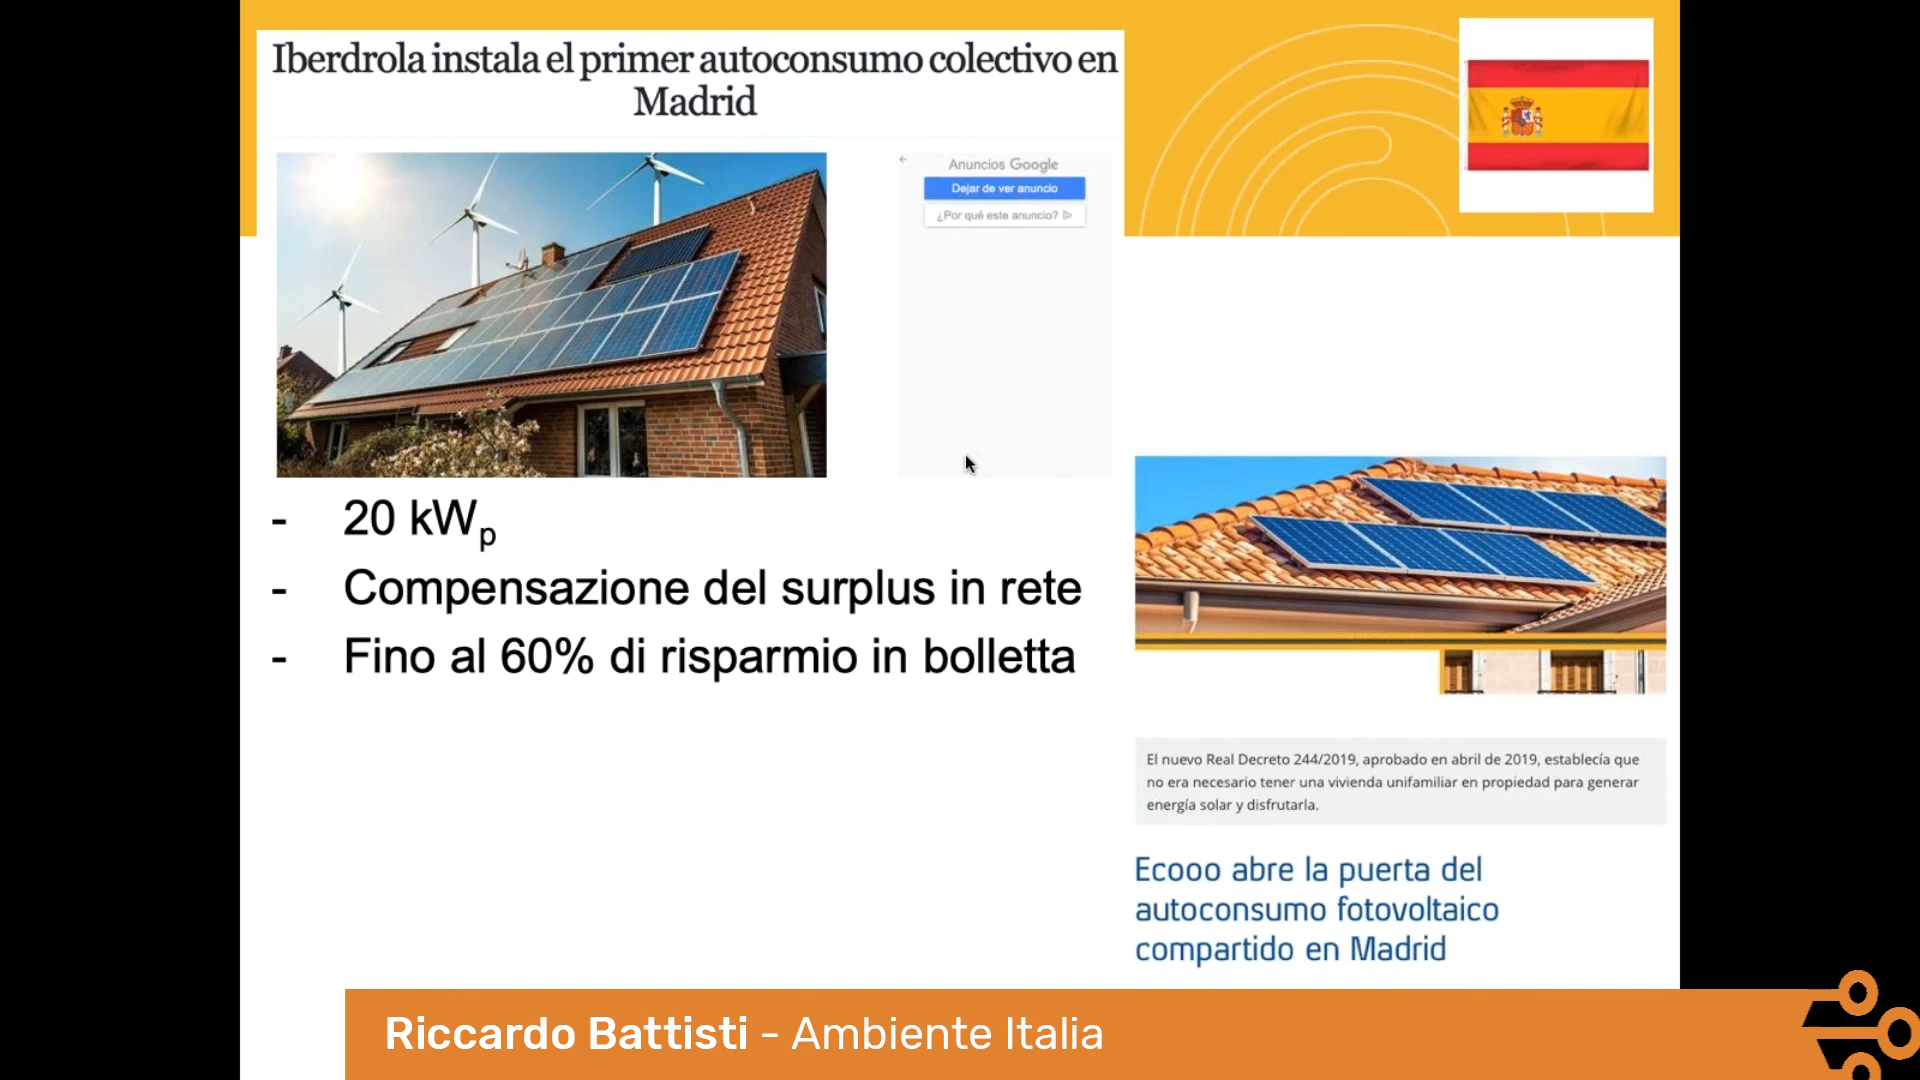 Iberdrola instala el primer autoconsumo colectivo en
Madrid
Anuncios Google
Dejar de ver anuncio
¿Por qué este anuncio?
- 20 kWp
- Compensazione del surplus in rete
- Fino al 60% di risparmio in bolletta
El nuevo Real Decreto 244/2019, aprobado en abril de 2019, establecía que
no era necesario tener una vivienda unifamiliar en propiedad para generar
energía solar y disfrutarla.
Ecooo abre la puerta del
autoconsumo fotovoltaico
compartido en Madrid
Riccardo Battisti - Ambiente Italia